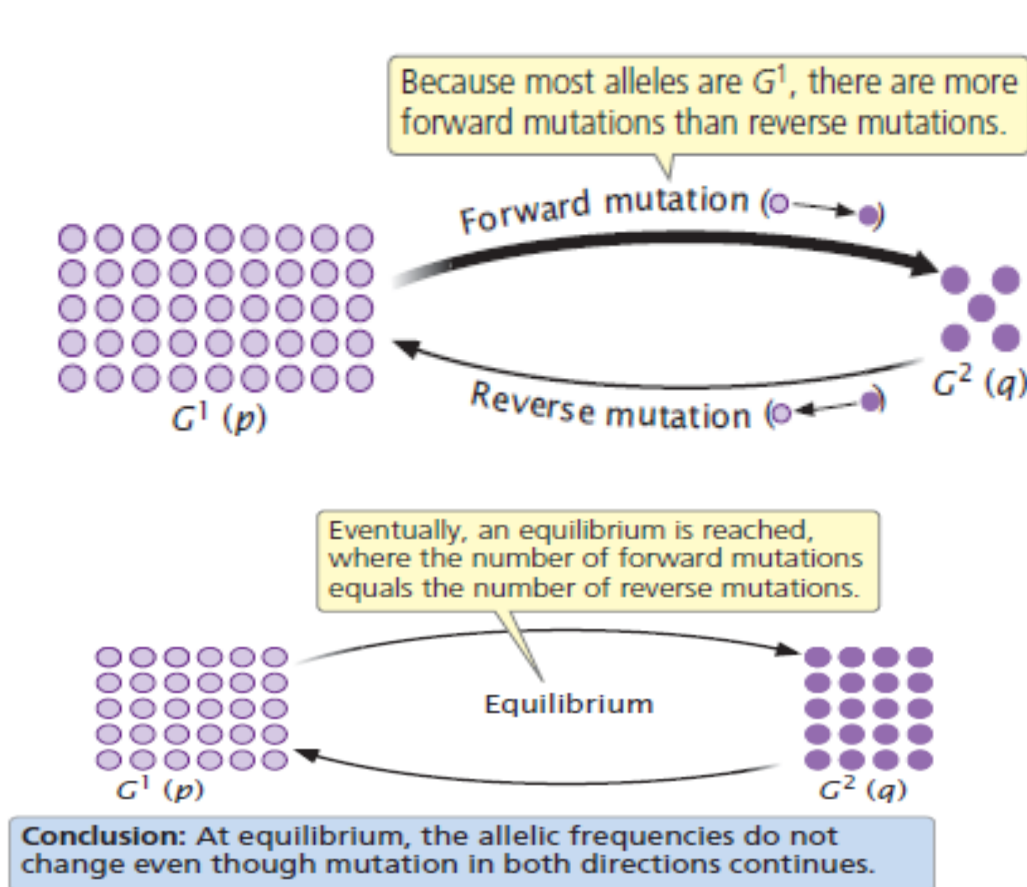 Because most alleles are G¹, there are more
forward mutations than reverse mutations.
Forward mutation ( )
G¹ (p)
G² (q)
Reverse mutation ( )
Eventually, an equilibrium is reached,
where the number of forward mutations
equals the number of reverse mutations.
Equilibrium
G¹ (p)
G² (q)
Conclusion: At equilibrium, the allelic frequencies do not
change even though mutation in both directions continues.